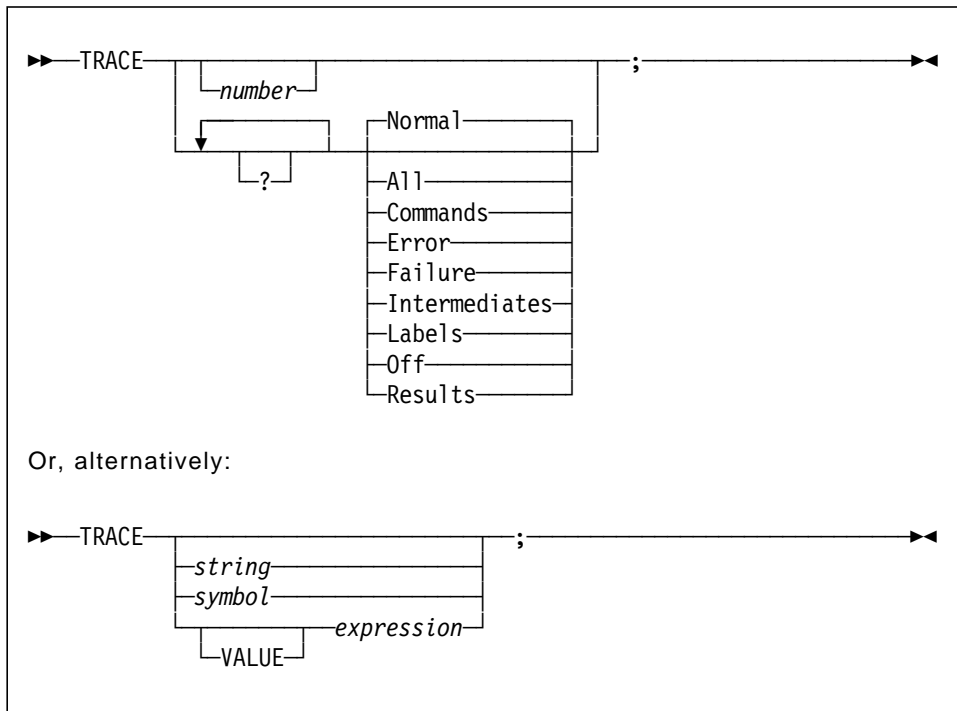 ►►──TRACE ;──►◄
number
Normal
?
All
Commands
Error
Failure
Intermediates
Labels
Off
Results
Or, alternatively:
►►──TRACE ;──►◄
string
symbol
expression
VALUE